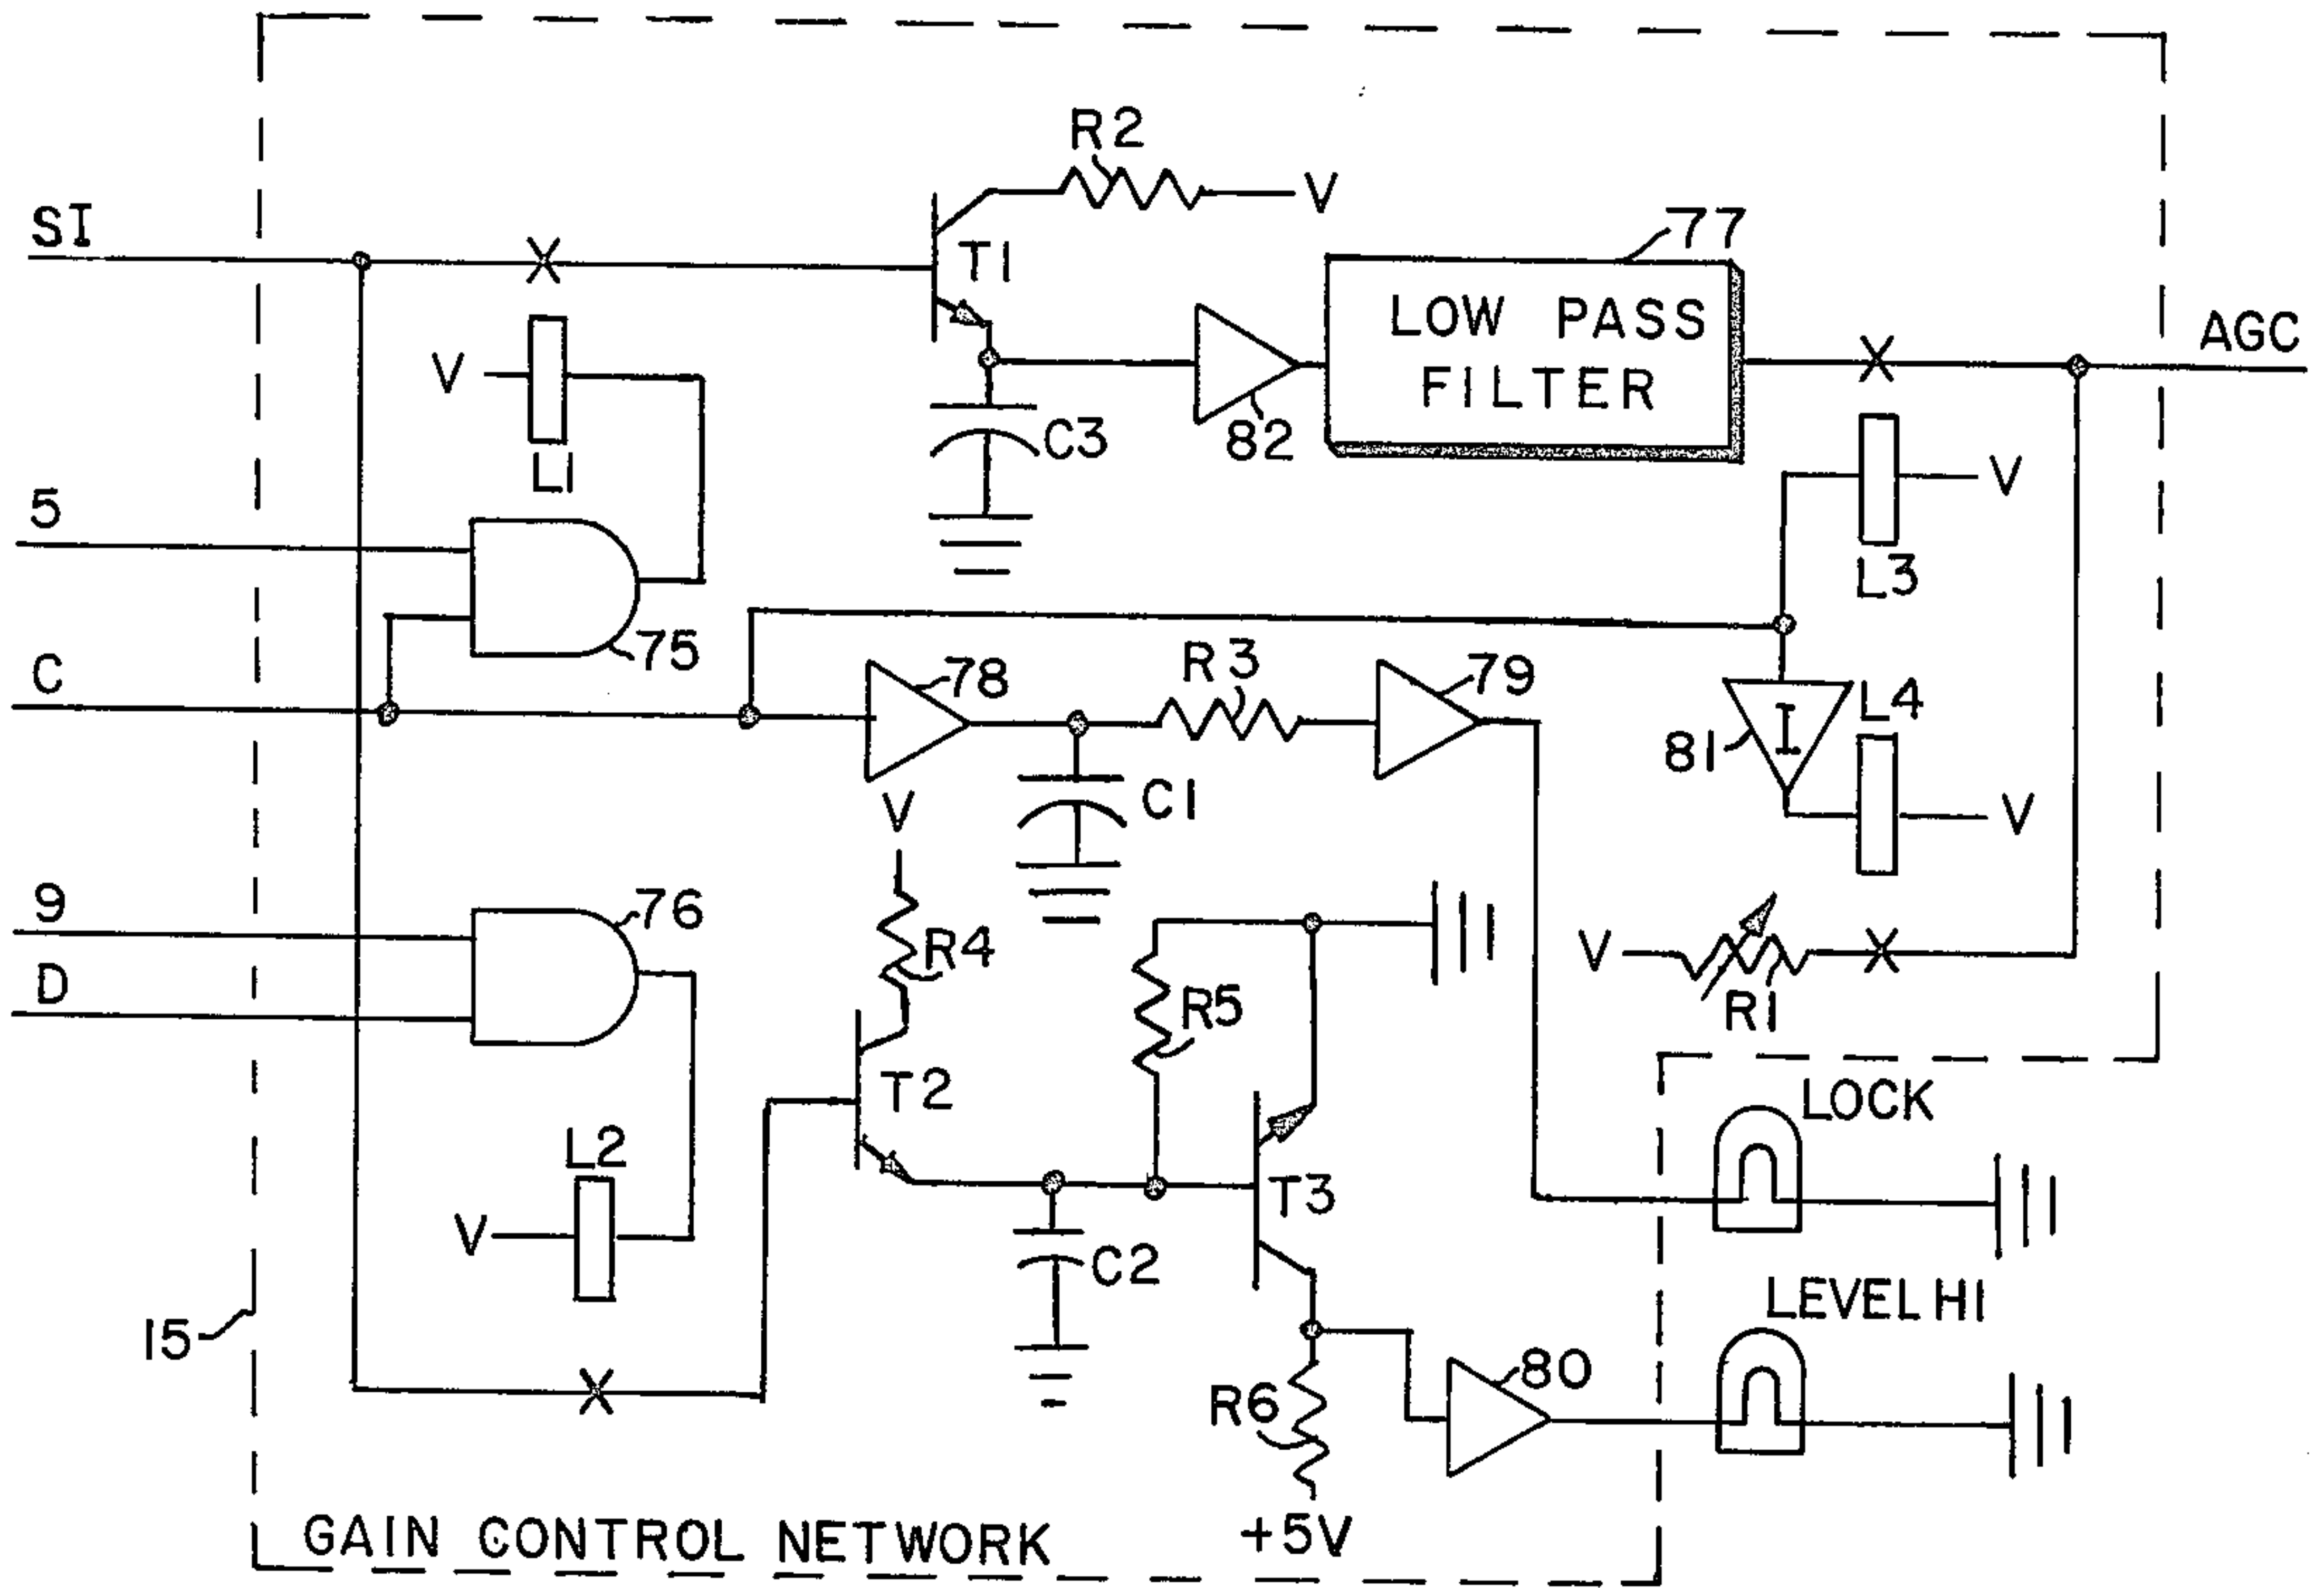 R2
V
SI
T1
77
LOW PASS
FILTER
AGC
V
L1
C3
82
V
L3
5
75
C
78
R3
79
L4
81
I
C1
V
V
9
76
R4
D
V
R5
R1
T2
LOCK
L2
T3
V
C2
LEVEL HI
15
80
R6
GAIN CONTROL NETWORK
+5V